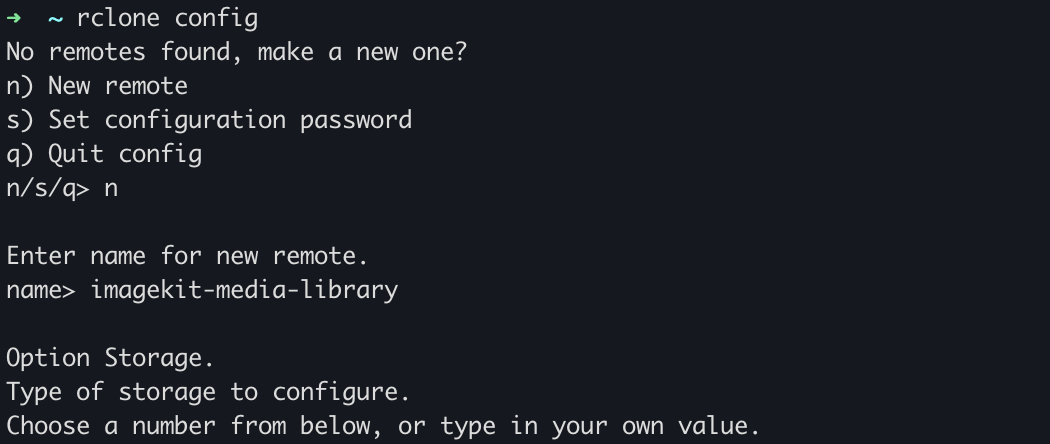 ➜  ~ rclone config
No remotes found, make a new one?
n) New remote
s) Set configuration password
q) Quit config
n/s/q> n
Enter name for new remote.
name> imagekit-media-library
Option Storage.
Type of storage to configure.
Choose a number from below, or type in your own value.